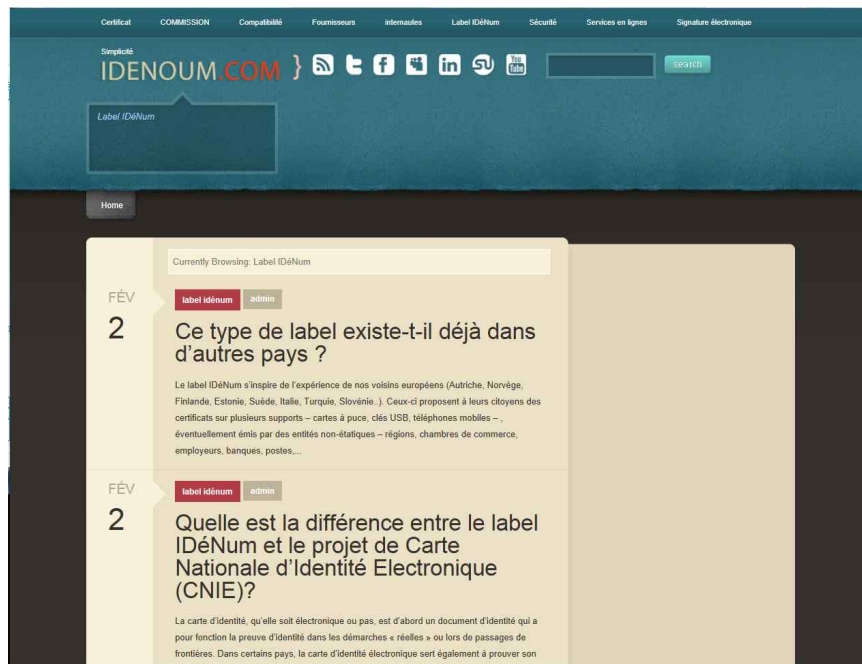 Certificat COMMISSION Compatibilité Fournisseurs internautes Label IDéNum Sécurité Services en lignes Signature électronique
Simplicité
IDENOUM.COM } in You Tube search
Label IDéNum
Home
Currently Browsing: Label IDéNum
FÉV
2
label idénum admin
Ce type de label existe-t-il déjà dans
d'autres pays ?
Le label IDéNum s'inspire de l'expérience de nos voisins européens (Autriche, Norvège,
Finlande, Estonie, Suède, Italie, Turquie, Slovénie..). Ceux-ci proposent à leurs citoyens des
certificats sur plusieurs supports – cartes à puce, clés USB, téléphones mobiles – ,
éventuellement émis par des entités non-étatiques – régions, chambres de commerce,
employeurs, banques, postes,...
FÉV
2
label idénum admin
Quelle est la différence entre le label
IDéNum et le projet de Carte
Nationale d'Identité Electronique
(CNIE)?
La carte d'identité, qu'elle soit électronique ou pas, est d'abord un document d'identité qui a
pour fonction la preuve d'identité dans les démarches « réelles » ou lors de passages de
frontières. Dans certains pays, la carte d'identité électronique sert également à prouver son